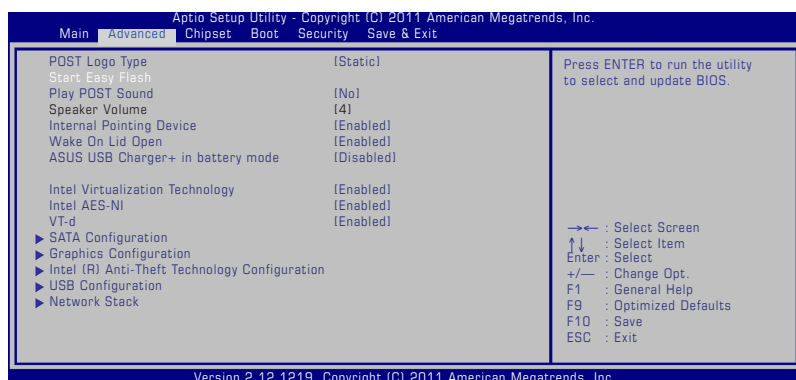 Aptio Setup Utility - Copyright (C) 2011 American Megatrends, Inc.
Main Advanced Chipset Boot Security Save & Exit
POST Logo Type [Static]
Start Easy Flash
Play POST Sound [No]
Speaker Volume [4]
Internal Pointing Device [Enabled]
Wake On Lid Open [Enabled]
ASUS USB Charger+ in battery mode [Disabled]
Intel Virtualization Technology [Enabled]
Intel AES-NI [Enabled]
VT-d [Enabled]
SATA Configuration
Graphics Configuration
Intel (R) Anti-Theft Technology Configuration
USB Configuration
Network Stack
Press ENTER to run the utility
to select and update BIOS.
→← : Select Screen
↑↓ : Select Item
Enter : Select
+/— : Change Opt.
F1 : General Help
F9 : Optimized Defaults
F10 : Save
ESC : Exit
Version 2.12.1219. Copyright (C) 2011 American Megatrends, Inc.